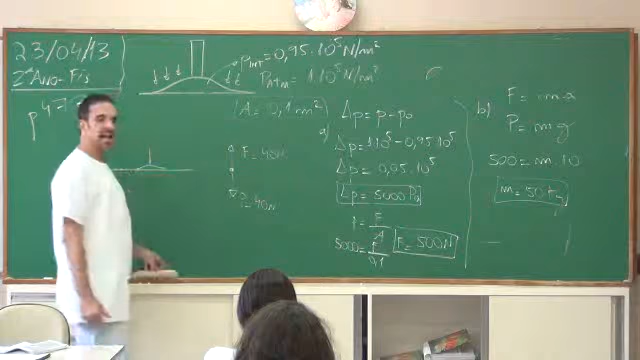 23/04/13
2ºAno-Fís
p 47
pInt = 0,95.10⁵ N/m²
PAtm = 1.10⁵ N/m²
(A = 0,1 m²)
F = 40N
P = 40N
a)
Δp = p - p₀
Δp = 1.10⁵ - 0,95.10⁵
Δp = 0,05.10⁵
Δp = 5000 Pa
p = F/A
5000 = F/0,1
F = 500N
b)
F = m.a
P = m.g
500 = m.10
m = 50 kg